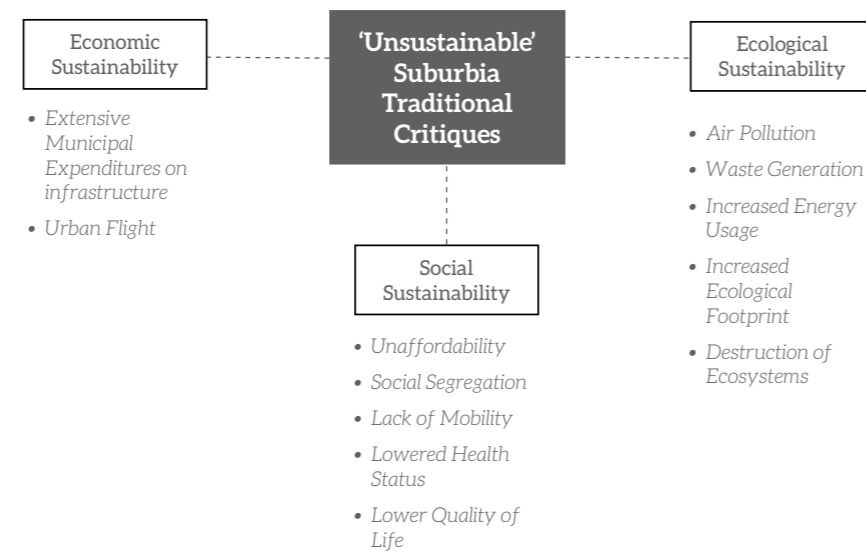 ‘Unsustainable’
Suburbia
Traditional
Critiques
Economic
Sustainability
• Extensive
Municipal
Expenditures on
infrastructure
• Urban Flight
Social
Sustainability
• Unaffordability
• Social Segregation
• Lack of Mobility
• Lowered Health
Status
• Lower Quality of
Life
Ecological
Sustainability
• Air Pollution
• Waste Generation
• Increased Energy
Usage
• Increased
Ecological
Footprint
• Destruction of
Ecosystems